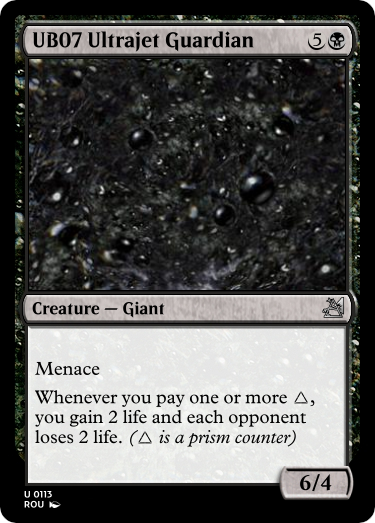 UB07 Ultrajet Guardian 5
Creature — Giant
Menace
Whenever you pay one or more △,
you gain 2 life and each opponent
loses 2 life. (△ is a prism counter)
6/4
U 0113
ROU